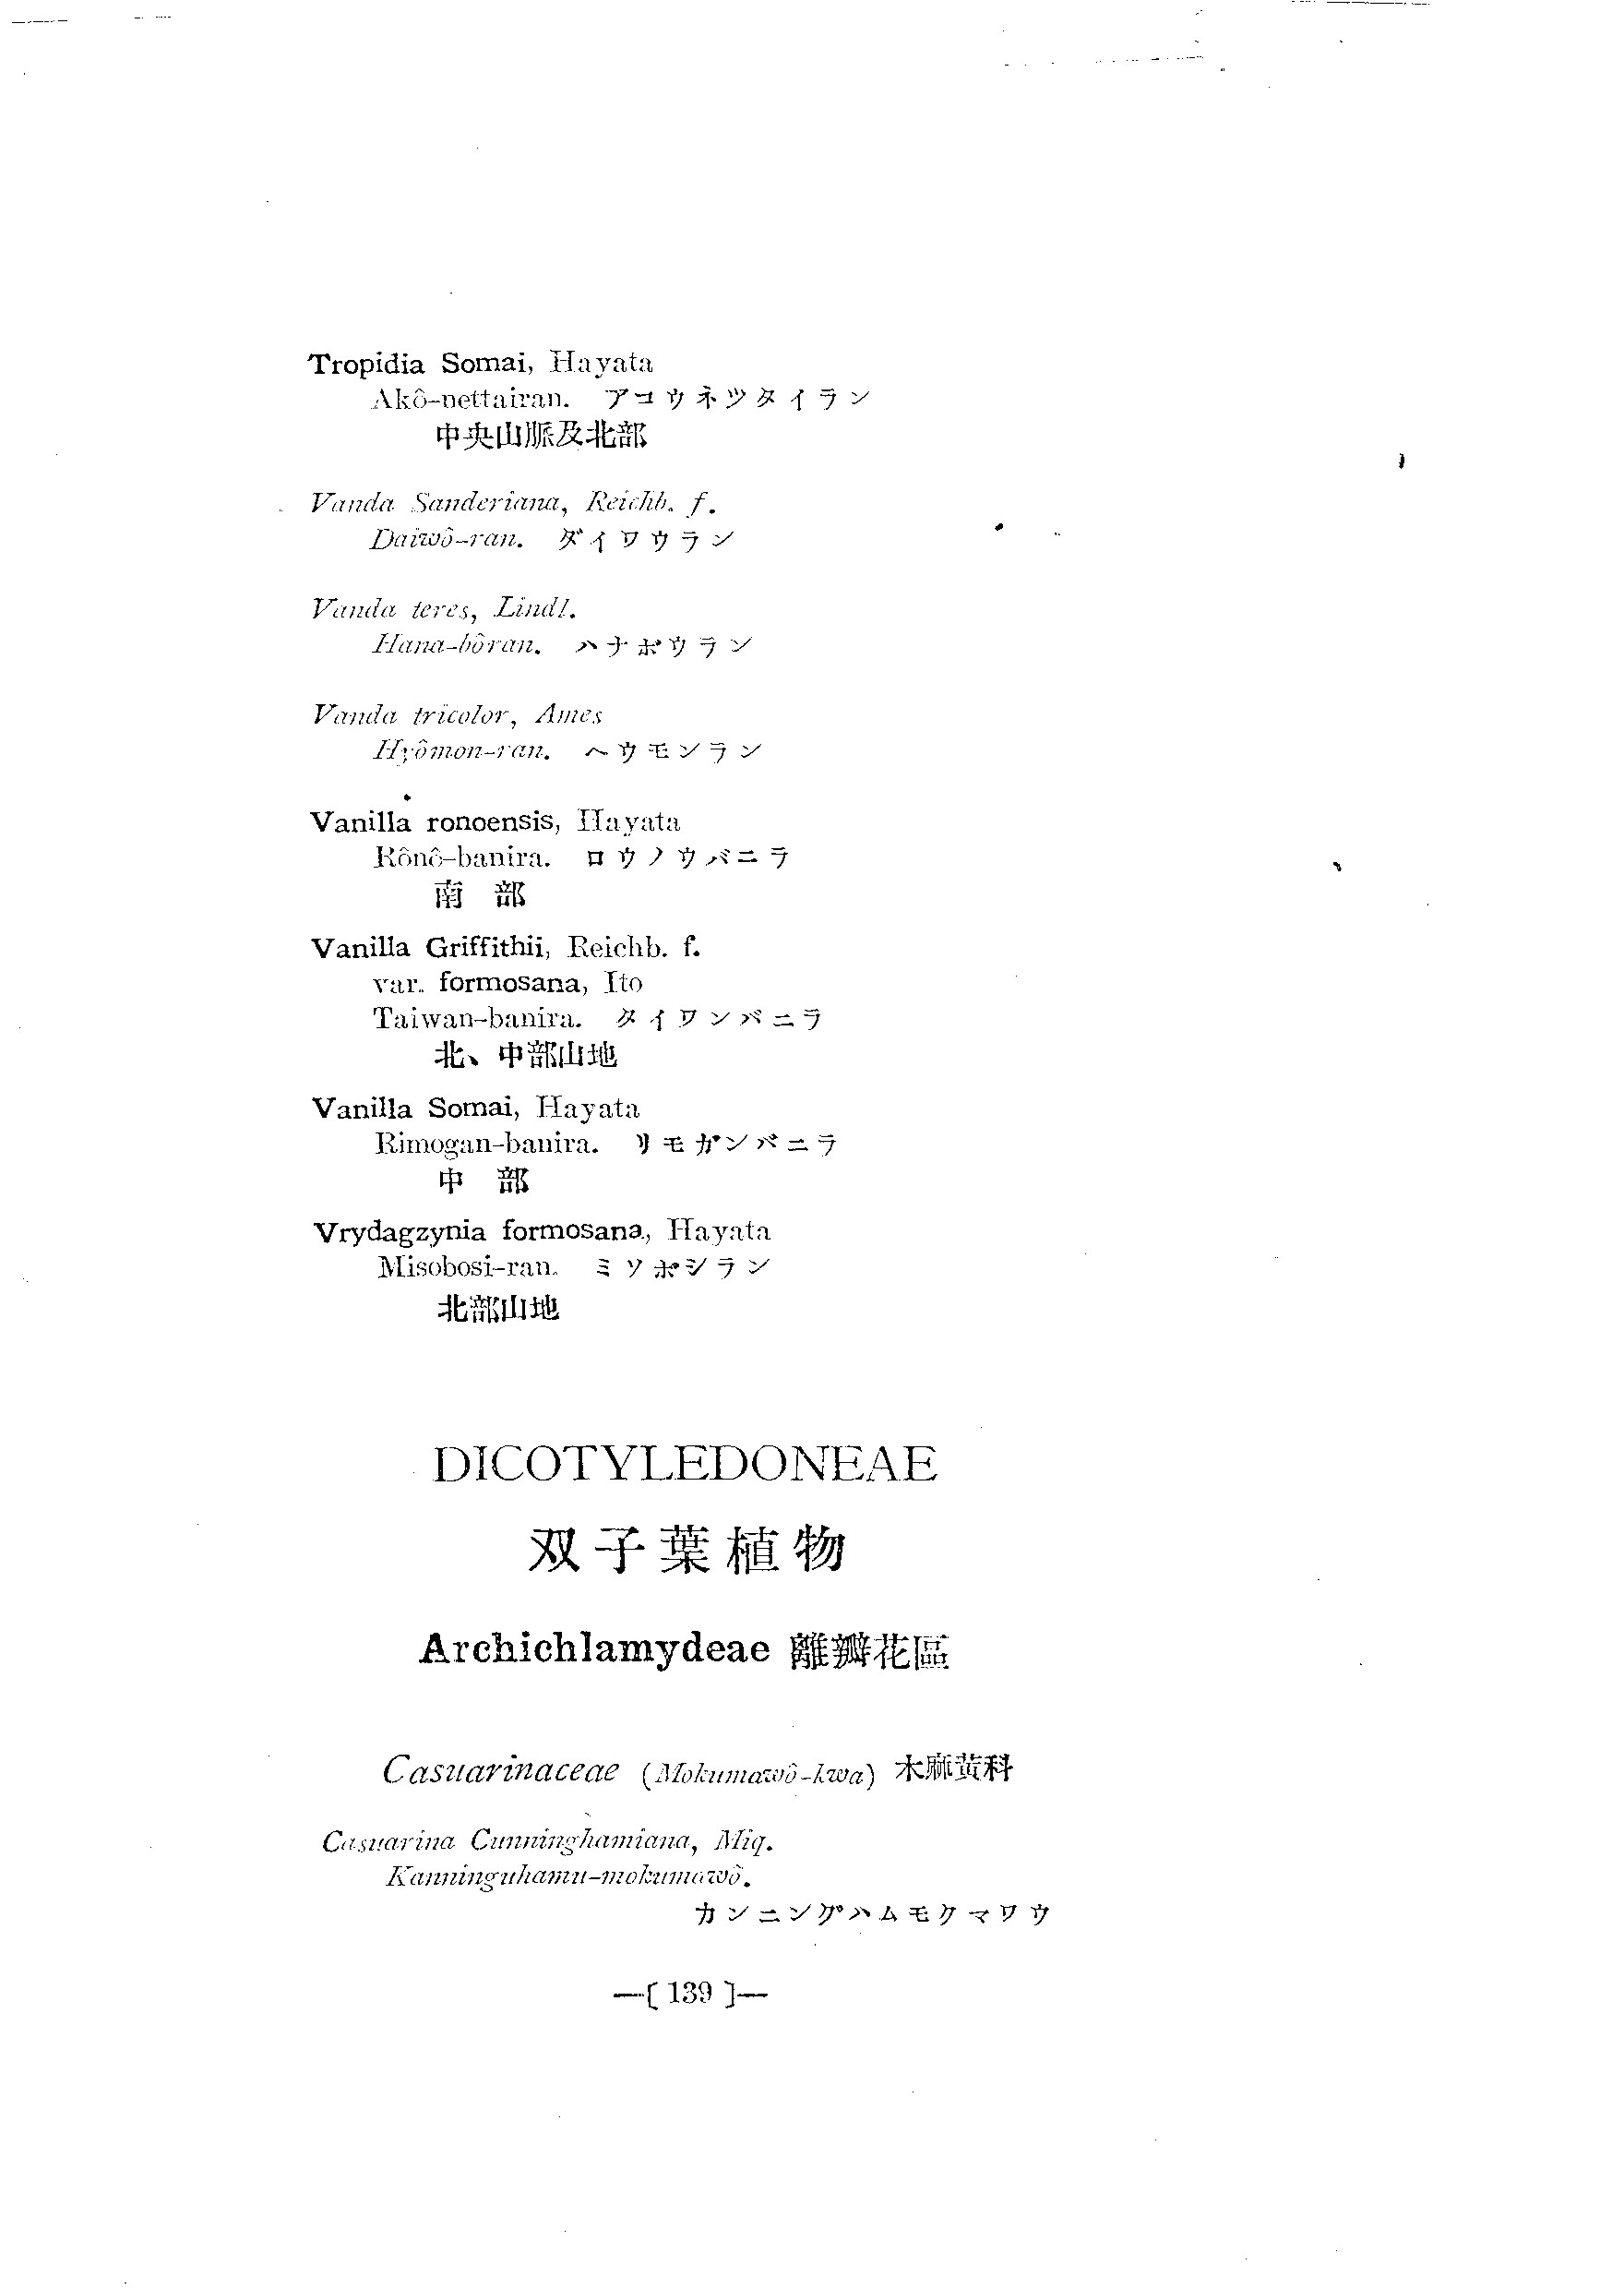 Tropidia Somai, Hayata
Akô-nettairan. アコウネツタイラン
中央山脈及北部
Vanda Sanderiana, Reichb. f.
Daiwô-ran. ダイワウラン
Vanda teres, Lindl.
Hana-bôran. ハナボウラン
Vanda tricolor, Ames
Hyômon-ran. ヘウモンラン
Vanilla ronoensis, Hayata
Rônô-banira. ロウノウバニラ
南 部
Vanilla Griffithii, Reichb. f.
var. formosana, Ito
Taiwan-banira. タイワンバニラ
北、中部山地
Vanilla Somai, Hayata
Rimogan-banira. リモガンバニラ
中 部
Vrydagzynia formosana, Hayata
Misobosi-ran. ミソボシラン
北部山地
DICOTYLEDONEAE
双子葉植物
Archichlamydeae 離瓣花區
Casuarinaceae (Mokumawô-kwa) 木麻黄科
Casuarina Cunninghamiana, Miq.
Kanninguhamu-mokumawô.
カンニングハムモクマワウ
—[ 139 ]—